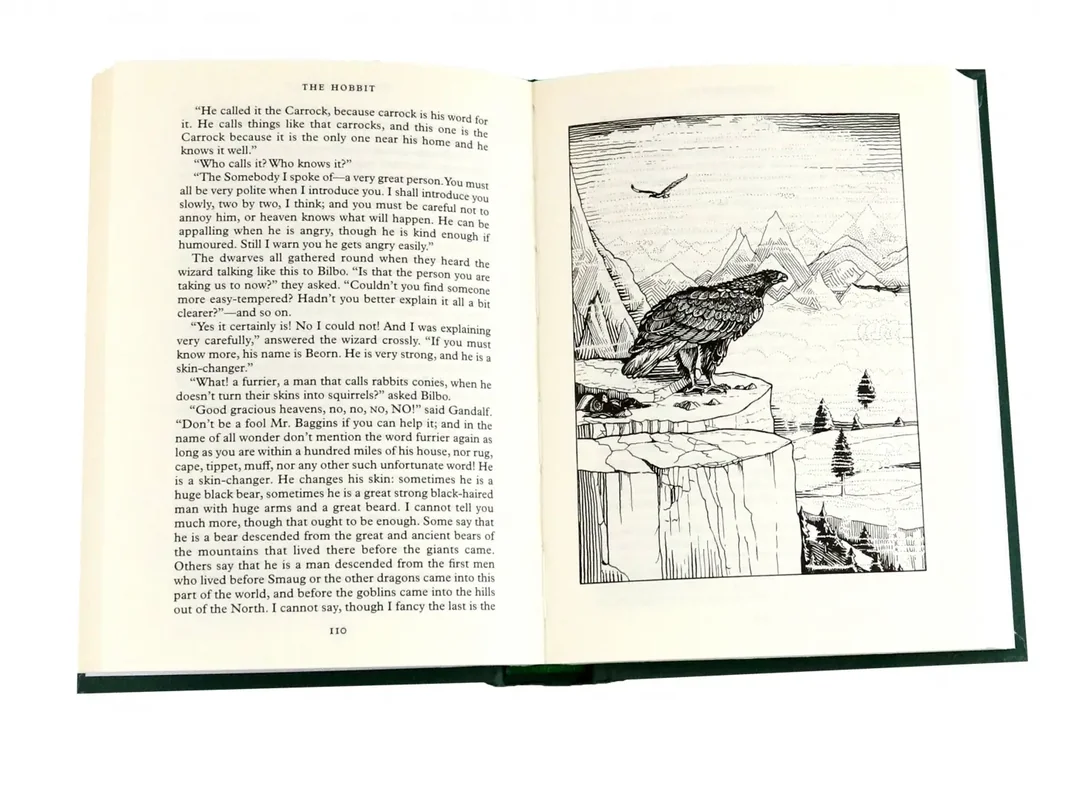 THE HOBBIT
“He called it the Carrock, because carrock is his word for
it. He calls things like that carrocks, and this one is the
Carrock because it is the only one near his home and he
knows it well.”
“Who calls it? Who knows it?”
“The Somebody I spoke of—a very great person. You must
all be very polite when I introduce you. I shall introduce you
slowly, two by two, I think; and you must be careful not to
annoy him, or heaven knows what will happen. He can be
appalling when he is angry, though he is kind enough if
humoured. Still I warn you he gets angry easily.”
The dwarves all gathered round when they heard the
wizard talking like this to Bilbo. “Is that the person you are
taking us to now?” they asked. “Couldn’t you find someone
more easy-tempered? Hadn’t you better explain it all a bit
clearer?”—and so on.
“Yes it certainly is! No I could not! And I was explaining
very carefully,” answered the wizard crossly. “If you must
know more, his name is Beorn. He is very strong, and he is a
skin-changer.”
“What! a furrier, a man that calls rabbits conies, when he
doesn’t turn their skins into squirrels?” asked Bilbo.
“Good gracious heavens, no, no, NO, NO!” said Gandalf.
“Don’t be a fool Mr. Baggins if you can help it; and in the
name of all wonder don’t mention the word furrier again as
long as you are within a hundred miles of his house, nor rug,
cape, tippet, muff, nor any other such unfortunate word! He
is a skin-changer. He changes his skin: sometimes he is a
huge black bear, sometimes he is a great strong black-haired
man with huge arms and a great beard. I cannot tell you
much more, though that ought to be enough. Some say that
he is a bear descended from the great and ancient bears of
the mountains that lived there before the giants came.
Others say that he is a man descended from the first men
who lived before Smaug or the other dragons came into this
part of the world, and before the goblins came into the hills
out of the North. I cannot say, though I fancy the last is the
110